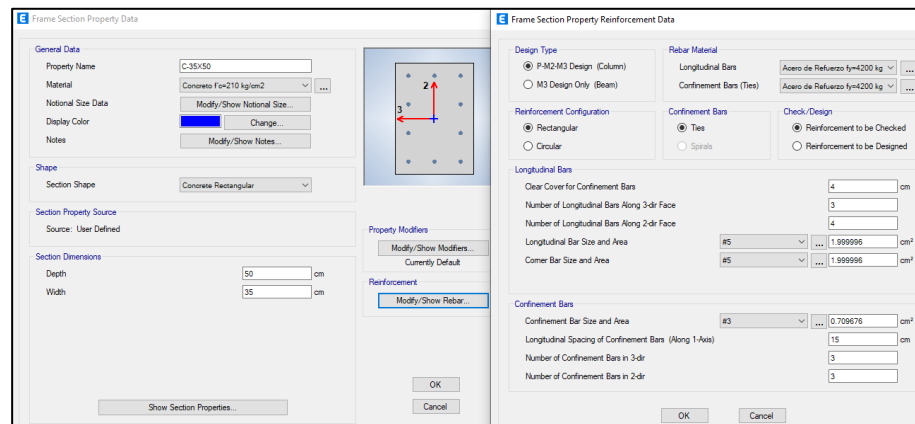 E Frame Section Property Data
General Data
Property Name C-35X50
Material Concreto f'c=210 kg/cm2 ...
Notional Size Data Modify/Show Notional Size...
Display Color Change...
Notes Modify/Show Notes...
Shape
Section Shape Concrete Rectangular
Section Property Source
Source: User Defined
Section Dimensions
Depth 50 cm
Width 35 cm
Show Section Properties...
2
3
Property Modifiers
Modify/Show Modifiers...
Currently Default
Reinforcement
Modify/Show Rebar...
OK
Cancel
E Frame Section Property Reinforcement Data
Design Type
P-M2-M3 Design (Column)
M3 Design Only (Beam)
Rebar Material
Longitudinal Bars Acero de Refuerzo fy=4200 kg ...
Confinement Bars (Ties) Acero de Refuerzo fy=4200 kg ...
Reinforcement Configuration
Rectangular
Circular
Confinement Bars
Ties
Spirals
Check/Design
Reinforcement to be Checked
Reinforcement to be Designed
Longitudinal Bars
Clear Cover for Confinement Bars 4 cm
Number of Longitudinal Bars Along 3-dir Face 3
Number of Longitudinal Bars Along 2-dir Face 4
Longitudinal Bar Size and Area #5 ... 1.999996 cm²
Corner Bar Size and Area #5 ... 1.999996 cm²
Confinement Bars
Confinement Bar Size and Area #3 ... 0.709676 cm²
Longitudinal Spacing of Confinement Bars (Along 1-Axis) 15 cm
Number of Confinement Bars in 3-dir 3
Number of Confinement Bars in 2-dir 3
OK Cancel